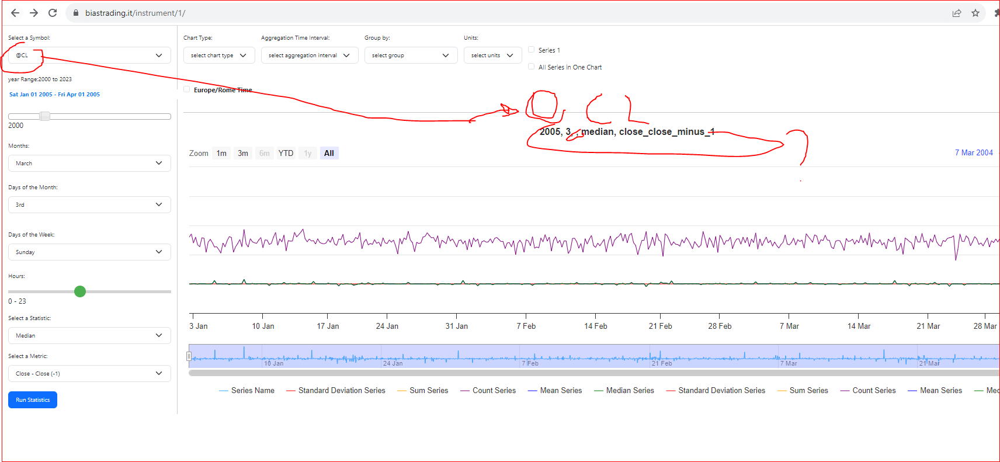 biastrading.it/instrument/1/
Select a Symbol:
@CL
year Range:2000 to 2023
Sat Jan 01 2005 - Fri Apr 01 2005
2000
Months:
March
Days of the Month:
3rd
Days of the Week:
Sunday
Hours:
0 - 23
Select a Statistic:
Median
Select a Metric:
Close - Close (-1)
Run Statistics
Chart Type: Aggregation Time Interval: Group by: Units:
select chart type select aggregation interval select group select units
Series 1
All Series in One Chart
Europe/Rome Time
@ CL
2005, 3, , median, close_close_minus_1
?
Zoom 1m 3m 6m YTD 1y All
7 Mar 2004
3 Jan 10 Jan 17 Jan 24 Jan 31 Jan 7 Feb 14 Feb 21 Feb 28 Feb 7 Mar 14 Mar 21 Mar 28 Mar
10 Jan 24 Jan 7 Feb 21 Feb 7 Mar 21 Mar
Series Name Standard Deviation Series Sum Series Count Series Mean Series Median Series Standard Deviation Series Sum Series Count Series Mean Series Med